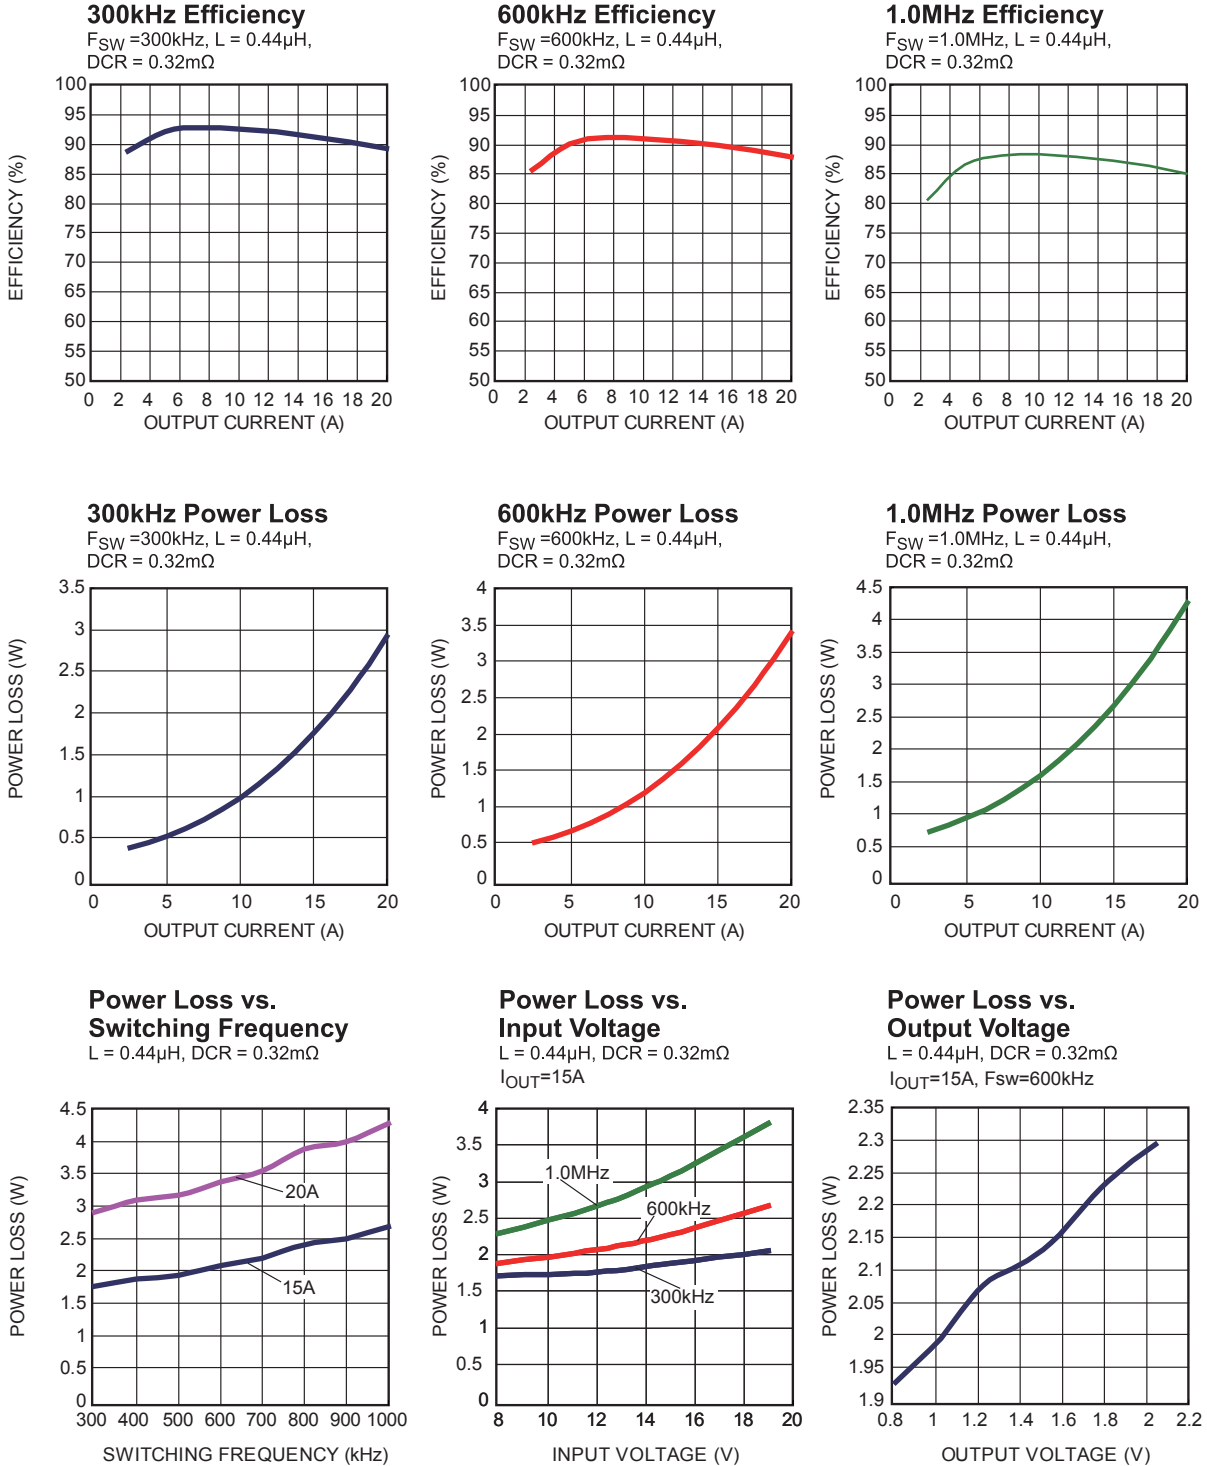 300kHz Efficiency
FSW =300kHz, L = 0.44µH,
DCR = 0.32mΩ
100
95
90
85
80
75
70
65
60
55
50
EFFICIENCY (%)
0 2 4 6 8 10 12 14 16 18 20
OUTPUT CURRENT (A)
600kHz Efficiency
FSW =600kHz, L = 0.44µH,
DCR = 0.32mΩ
100
95
90
85
80
75
70
65
60
55
50
EFFICIENCY (%)
0 2 4 6 8 10 12 14 16 18 20
OUTPUT CURRENT (A)
1.0MHz Efficiency
FSW =1.0MHz, L = 0.44µH,
DCR = 0.32mΩ
100
95
90
85
80
75
70
65
60
55
50
EFFICIENCY (%)
0 2 4 6 8 10 12 14 16 18 20
OUTPUT CURRENT (A)
300kHz Power Loss
FSW =300kHz, L = 0.44µH,
DCR = 0.32mΩ
3.5
3
2.5
2
1.5
1
0.5
0
POWER LOSS (W)
0 5 10 15 20
OUTPUT CURRENT (A)
600kHz Power Loss
FSW =600kHz, L = 0.44µH,
DCR = 0.32mΩ
4
3.5
3
2.5
2
1.5
1
0.5
0
POWER LOSS (W)
0 5 10 15 20
OUTPUT CURRENT (A)
1.0MHz Power Loss
FSW =1.0MHz, L = 0.44µH,
DCR = 0.32mΩ
4.5
4
3.5
3
2.5
2
1.5
1
0.5
0
POWER LOSS (W)
0 5 10 15 20
OUTPUT CURRENT (A)
Power Loss vs.
Switching Frequency
L = 0.44µH, DCR = 0.32mΩ
4.5
4
3.5
3
2.5
2
1.5
1
0.5
0
POWER LOSS (W)
20A
15A
300 400 500 600 700 800 900 1000
SWITCHING FREQUENCY (kHz)
Power Loss vs.
Input Voltage
L = 0.44µH, DCR = 0.32mΩ
IOUT=15A
4
3.5
3
2.5
2
1.5
1
0.5
0
POWER LOSS (W)
1.0MHz
600kHz
300kHz
8 10 12 14 16 18 20
INPUT VOLTAGE (V)
Power Loss vs.
Output Voltage
L = 0.44µH, DCR = 0.32mΩ
IOUT=15A, Fsw=600kHz
2.35
2.3
2.25
2.2
2.15
2.1
2.05
2
1.95
1.9
POWER LOSS (W)
0.8 1 1.2 1.4 1.6 1.8 2 2.2
OUTPUT VOLTAGE (V)